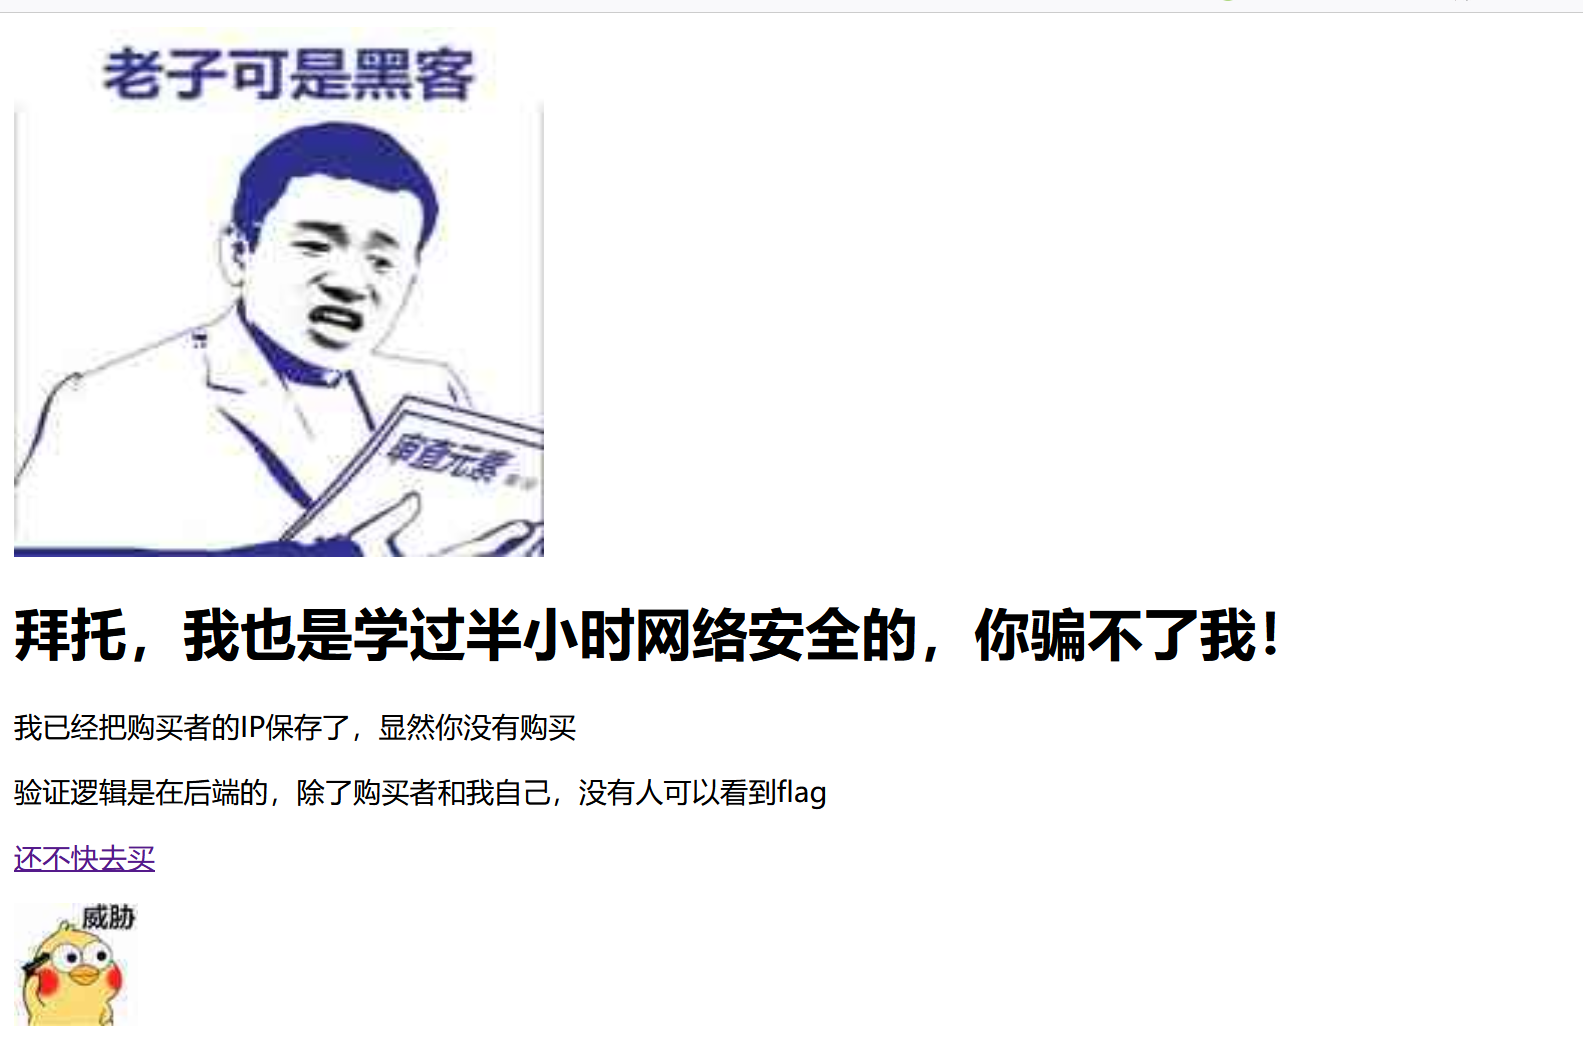 老子可是黑客
审查元素
拜托，我也是学过半小时网络安全的，你骗不了我！
我已经把购买者的IP保存了，显然你没有购买
验证逻辑是在后端的，除了购买者和我自己，没有人可以看到flag
还不快去买
威胁